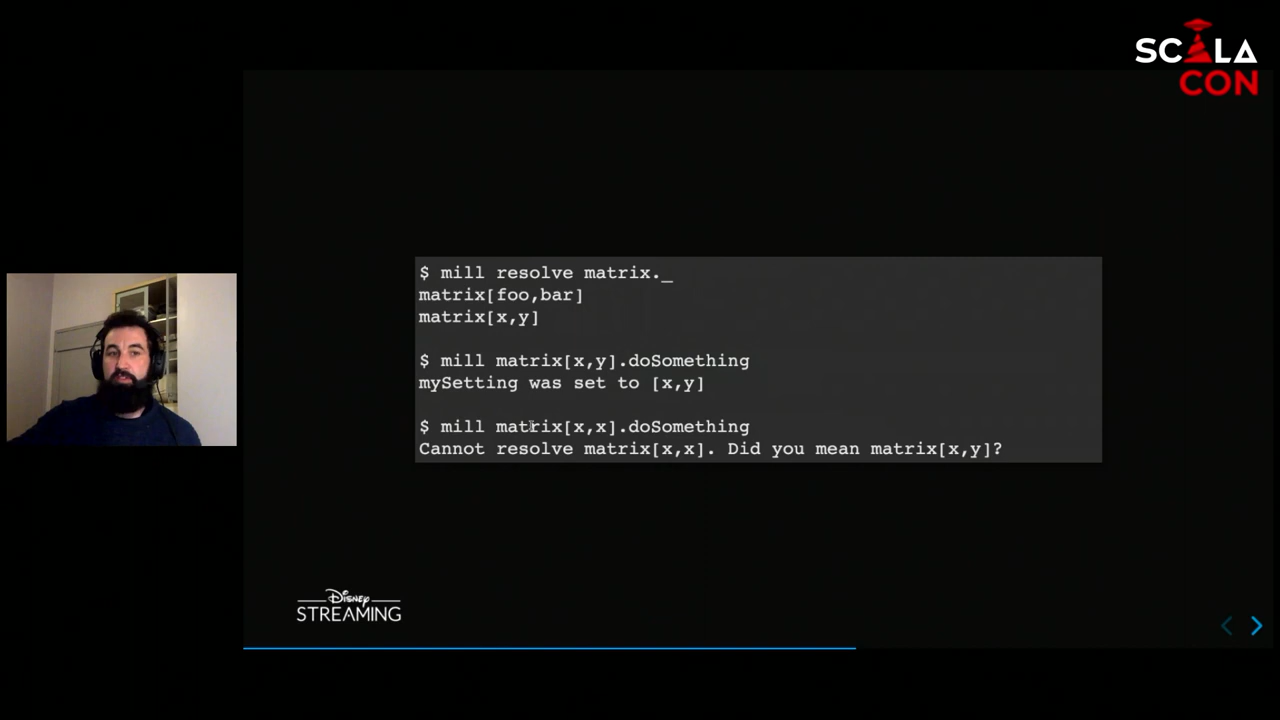 SCALA
CON
$ mill resolve matrix._
matrix[foo,bar]
matrix[x,y]
$ mill matrix[x,y].doSomething
mySetting was set to [x,y]
$ mill matrix[x,x].doSomething
Cannot resolve matrix[x,x]. Did you mean matrix[x,y]?
Disney
STREAMING